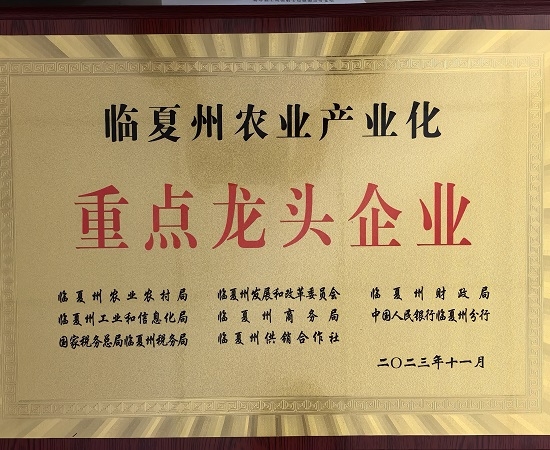 临夏州农业产业化
重点龙头企业
临夏州农业农村局 临夏州发展和改革委员会 临夏州财政局
临夏州工业和信息化局 临夏州商务局 中国人民银行临夏州分行
国家税务总局临夏州税务局 临夏州供销合作社
二〇二三年十一月